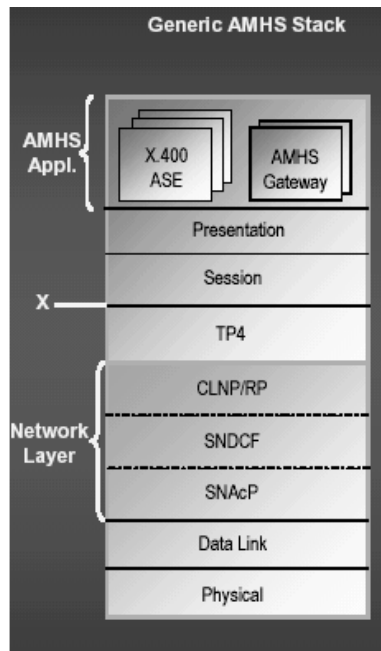 Generic AMHS Stack
AMHS
Appl.
X.400
ASE
AMHS
Gateway
Presentation
Session
X
TP4
CLNP/RP
Network
Layer
SNDCF
SNAcP
Data Link
Physical